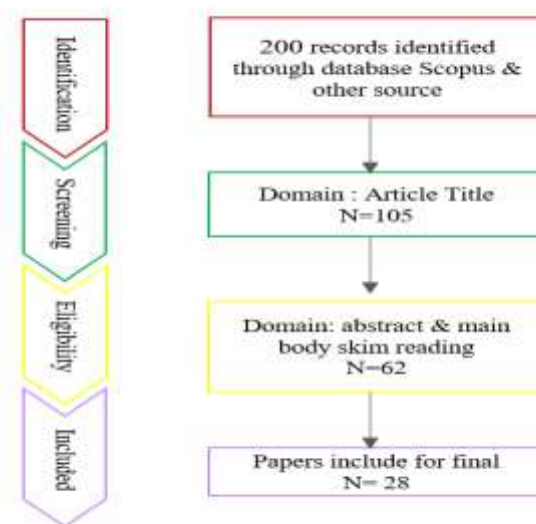 Identification
200 records identified
through database Scopus &
other source
Screening
Domain : Article Title
N=105
Eligibility
Domain: abstract & main
body skim reading
N=62
Included
Papers include for final
N= 28